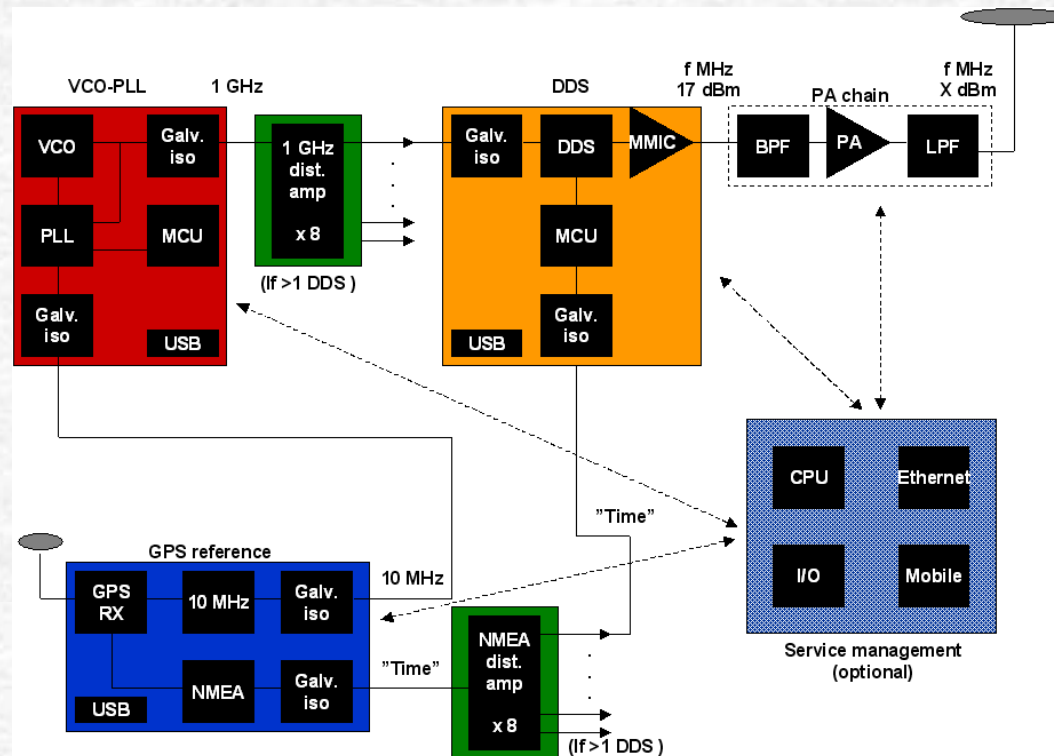 VCO-PLL
1 GHz
DDS
f MHz
17 dBm
f MHz
X dBm
PA chain
VCO
Galv.
iso
PLL
MCU
Galv.
iso
USB
1 GHz
dist.
amp
x 8
(If >1 DDS )
Galv.
iso
DDS
MMIC
MCU
USB
Galv.
iso
BPF
PA
LPF
CPU
Ethernet
I/O
Mobile
Service management
(optional)
"Time"
GPS reference
10 MHz
GPS
RX
10 MHz
Galv.
iso
NMEA
Galv.
iso
USB
"Time"
NMEA
dist.
amp
x 8
(If >1 DDS )